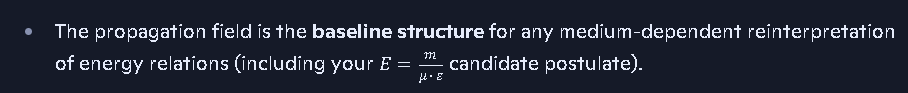 • The propagation field is the baseline structure for any medium-dependent reinterpretation
of energy relations (including your E = m/(μ·ε) candidate postulate).